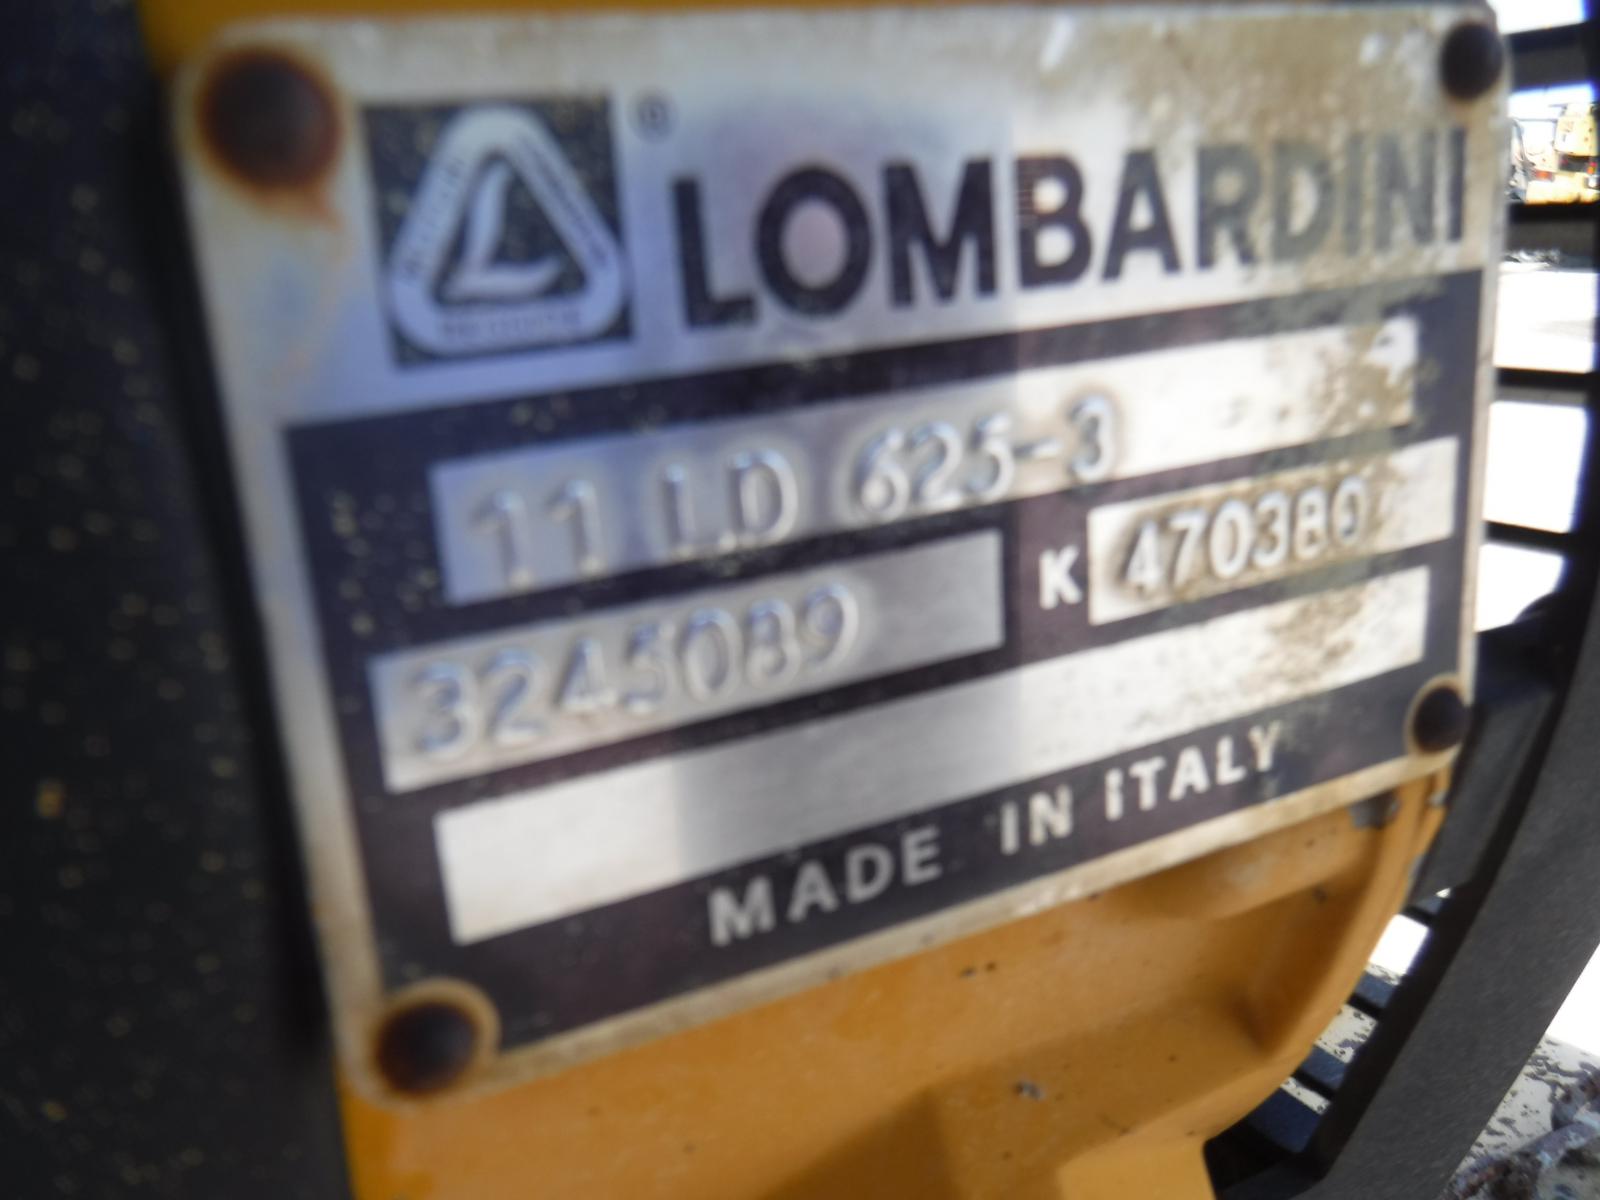 ® LOMBARDINI
11 LD 625-3
K 470380
3245089
MADE IN iTALY